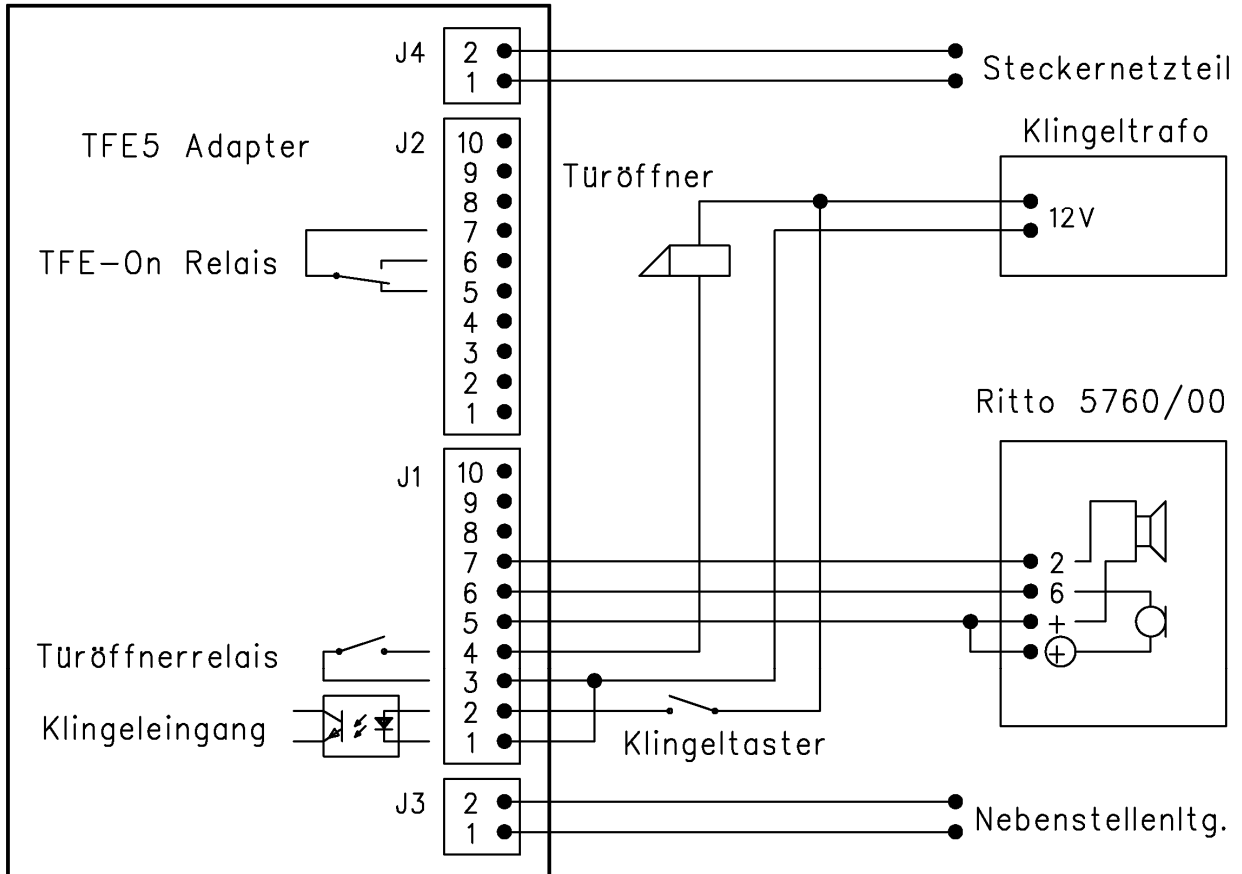 J4
2
1
Steckernetzteil
TFE5 Adapter
J2
10
9
8
7
6
5
4
3
2
1
TFE-On Relais
Türöffner
Klingeltrafo
12V
Ritto 5760/00
2
6
+
+
J1
10
9
8
7
6
5
4
3
2
1
Türöffnerrelais
Klingeleingang
Klingeltaster
J3
2
1
Nebenstellenltg.